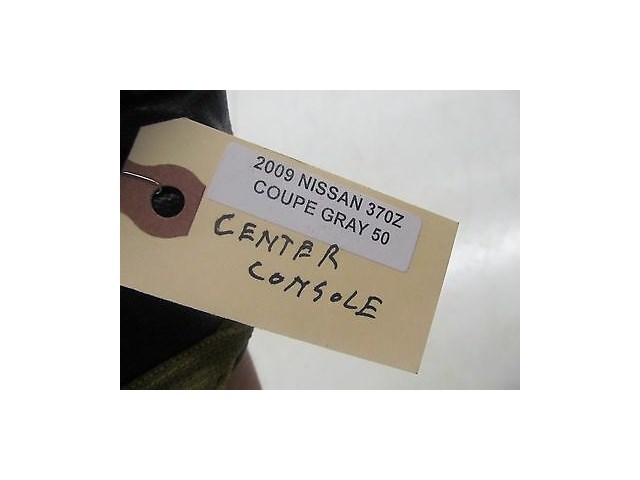 2009 NISSAN 370Z
COUPE GRAY 50
CENTER
CONSOLE